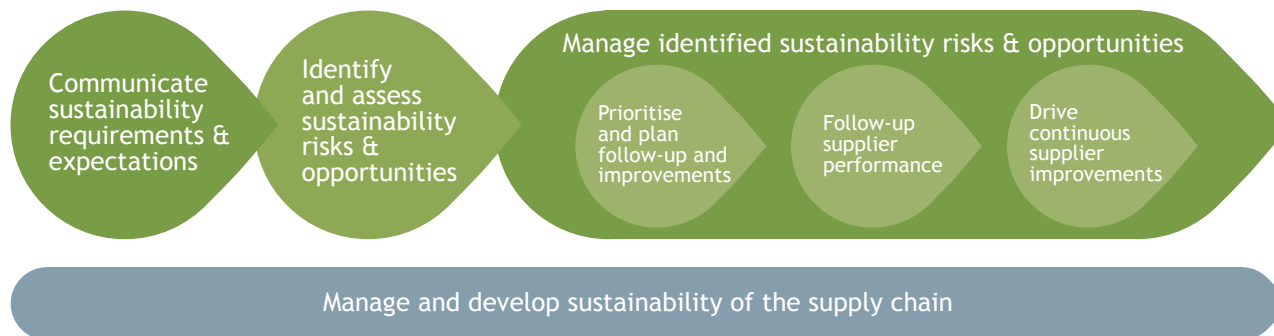 Communicate
sustainability
requirements &
expectations
Identify
and assess
sustainability
risks &
opportunities
Manage identified sustainability risks & opportunities
Prioritise
and plan
follow-up and
improvements
Follow-up
supplier
performance
Drive
continuous
supplier
improvements
Manage and develop sustainability of the supply chain